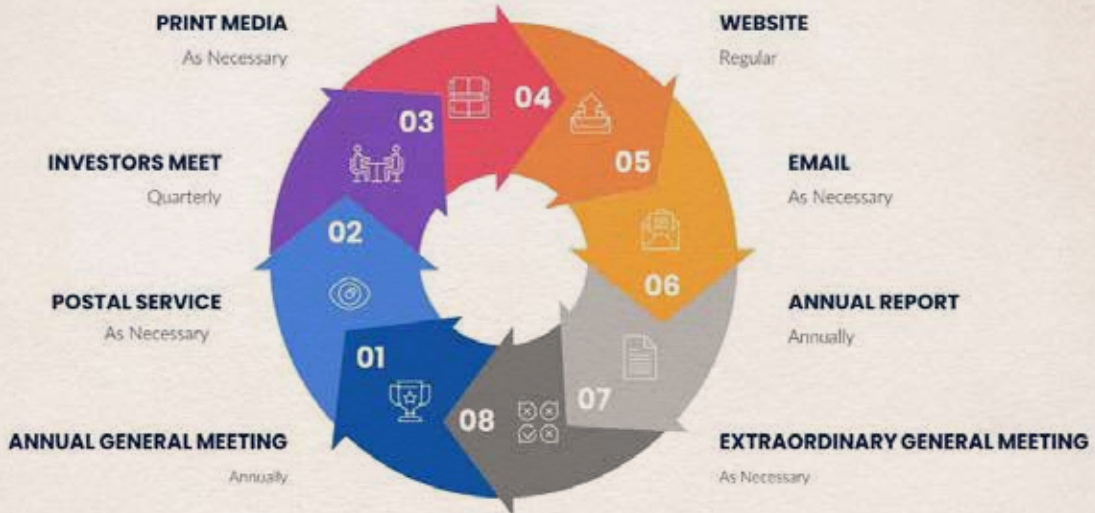 PRINT MEDIA
As Necessary
WEBSITE
Regular
04
03
05
INVESTORS MEET
Quarterly
EMAIL
As Necessary
02
06
POSTAL SERVICE
As Necessary
ANNUAL REPORT
Annually
01
07
08
ANNUAL GENERAL MEETING
Annually
EXTRAORDINARY GENERAL MEETING
As Necessary